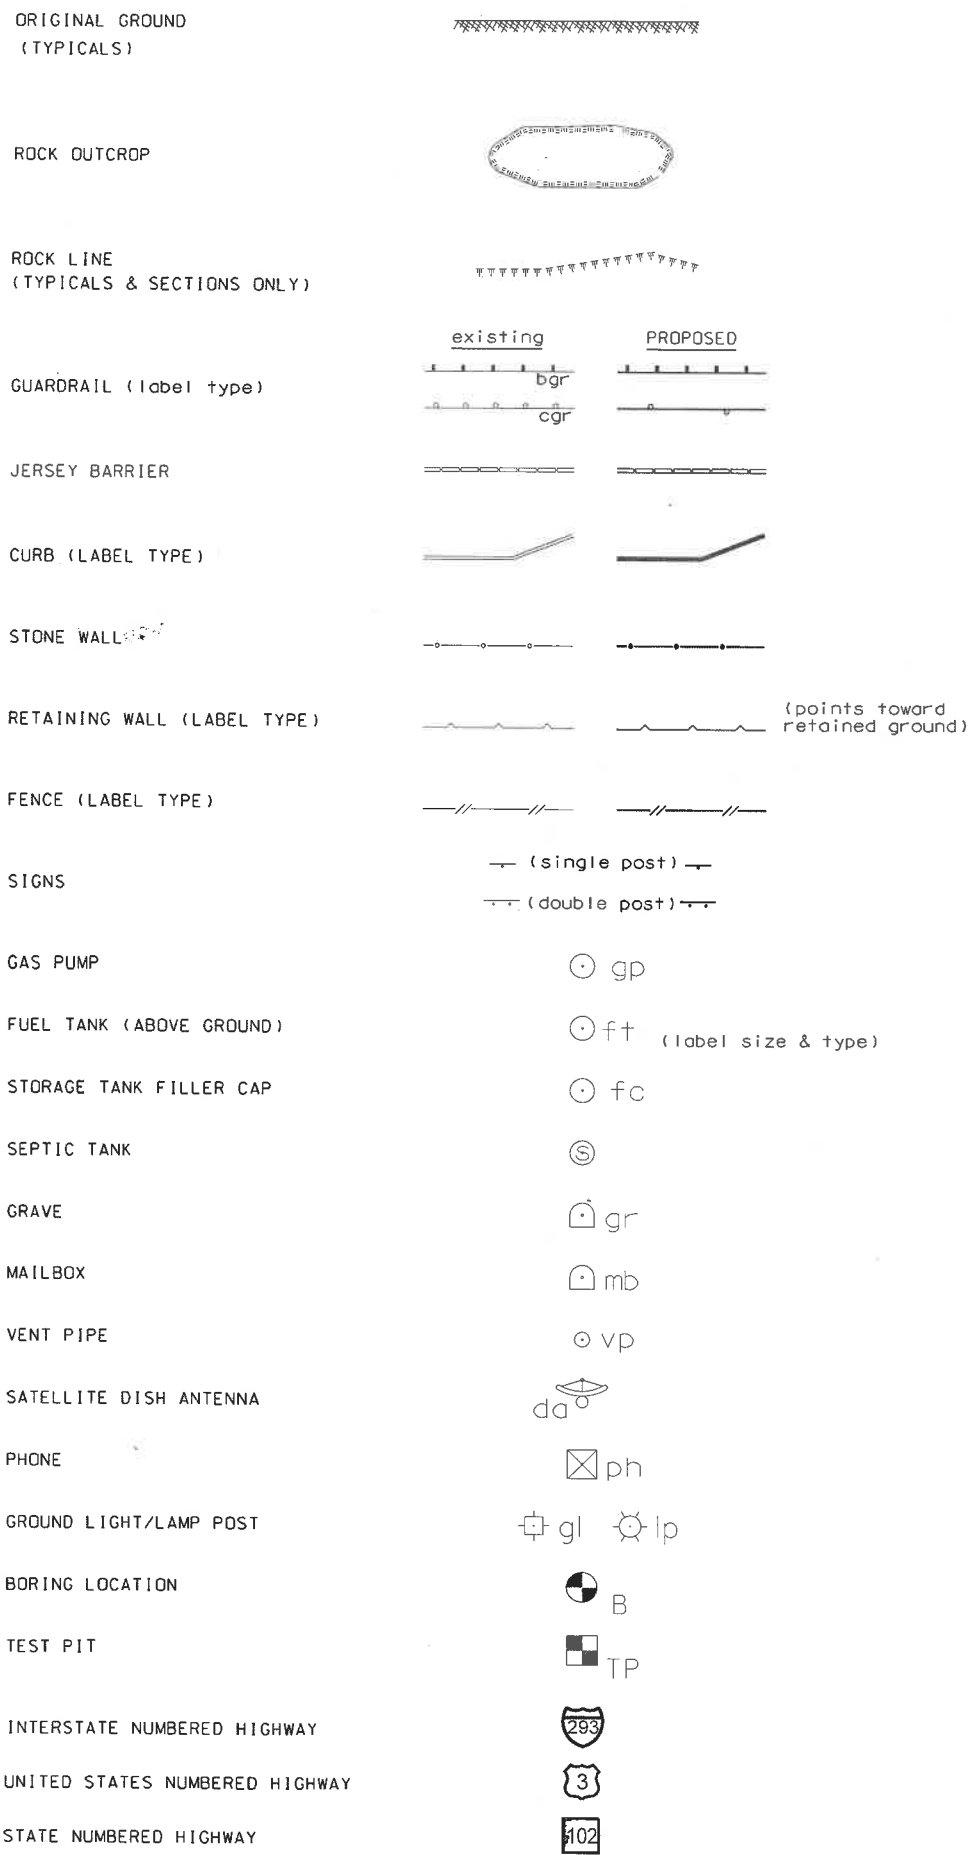 ORIGINAL GROUND
(TYPICALS)
ROCK OUTCROP
ROCK LINE
(TYPICALS & SECTIONS ONLY)
existing PROPOSED
GUARDRAIL (label type)
bgr
cgr
JERSEY BARRIER
CURB (LABEL TYPE)
STONE WALL
RETAINING WALL (LABEL TYPE)
(points toward
retained ground)
FENCE (LABEL TYPE)
SIGNS
(single post)
(double post)
GAS PUMP gp
FUEL TANK (ABOVE GROUND) ft (label size & type)
STORAGE TANK FILLER CAP fc
SEPTIC TANK S
GRAVE gr
MAILBOX mb
VENT PIPE vp
SATELLITE DISH ANTENNA da
PHONE ph
GROUND LIGHT/LAMP POST gl lp
BORING LOCATION B
TEST PIT TP
INTERSTATE NUMBERED HIGHWAY 293
UNITED STATES NUMBERED HIGHWAY 3
STATE NUMBERED HIGHWAY 102